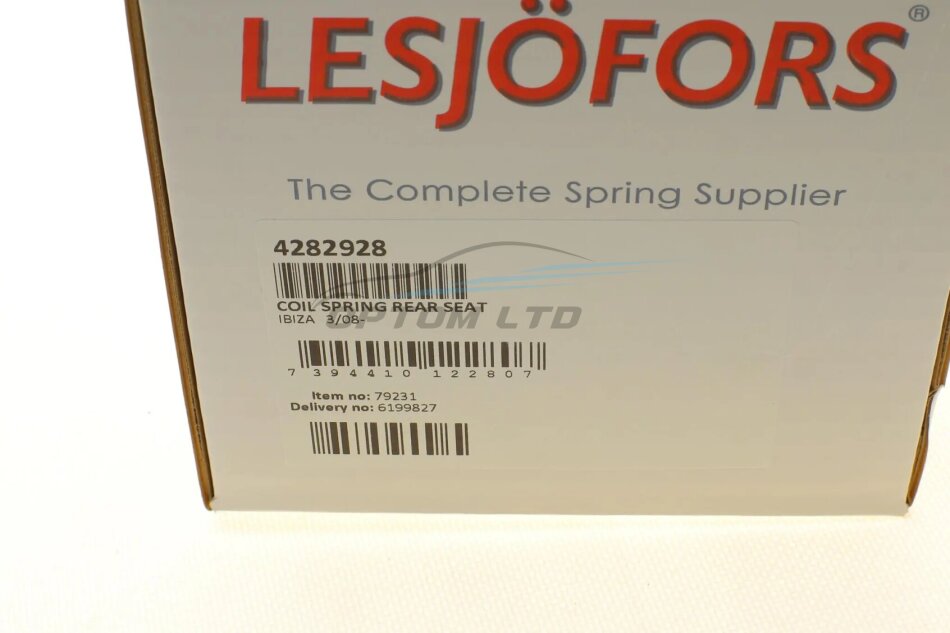 LESJÖFORS®
The Complete Spring Supplier
4282928
COIL SPRING REAR SEAT
IBIZA 3/08-
OPTOM LTD
7 394410 122807
Item no: 79231
Delivery no: 6199827